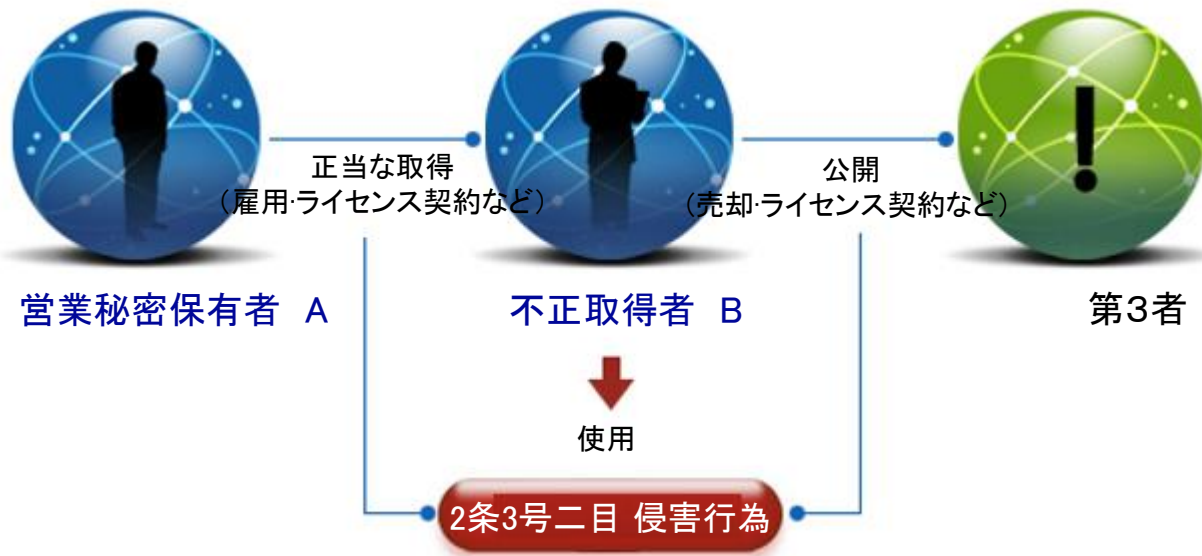 正当な取得
（雇用·ライセンス契約など）
公開
（売却·ライセンス契約など）
営業秘密保有者　A
不正取得者　B
第３者
使用
2条3号二目 侵害行為